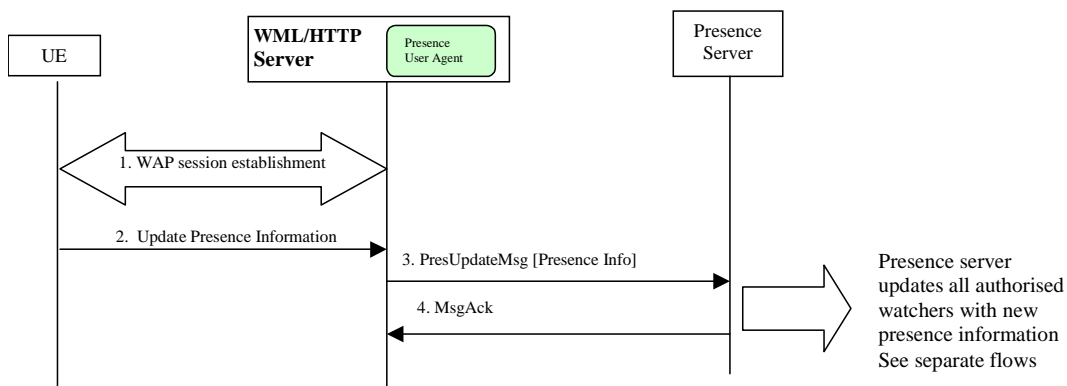 UE
WML/HTTP
Server
Presence
User Agent
Presence
Server
1. WAP session establishment
2. Update Presence Information
3. PresUpdateMsg [Presence Info]
4. MsgAck
Presence server
updates all authorised
watchers with new
presence information
See separate flows